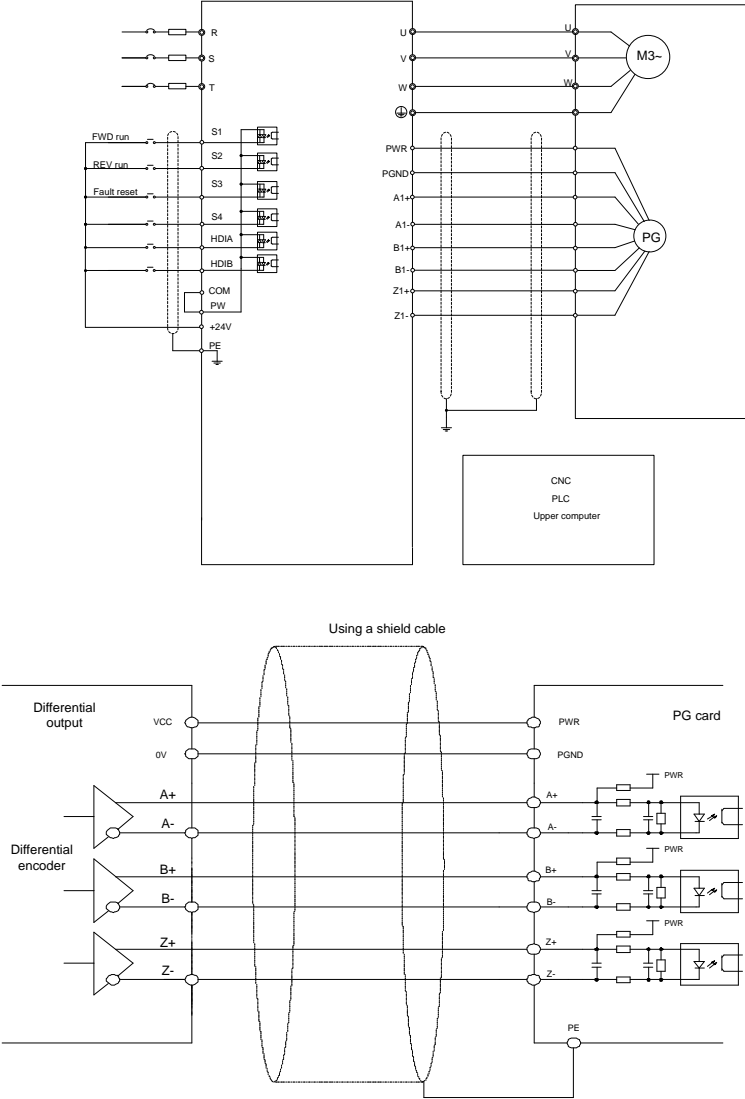 R
U
U
S
V
V
M3~
T
W
W
FWD run
S1
REV run
S2
PWR
Fault reset
S3
PGND
A1+
S4
A1-
PG
HDIA
B1+
HDIB
B1-
COM
Z1+
PW
Z1-
+24V
PE
CNC
PLC
Upper computer
Using a shield cable
Differential
output
VCC
PWR
PG card
0V
PGND
PWR
A+
A+
A-
A-
Differential
encoder
PWR
B+
B+
B-
B-
PWR
Z+
Z+
Z-
Z-
PE